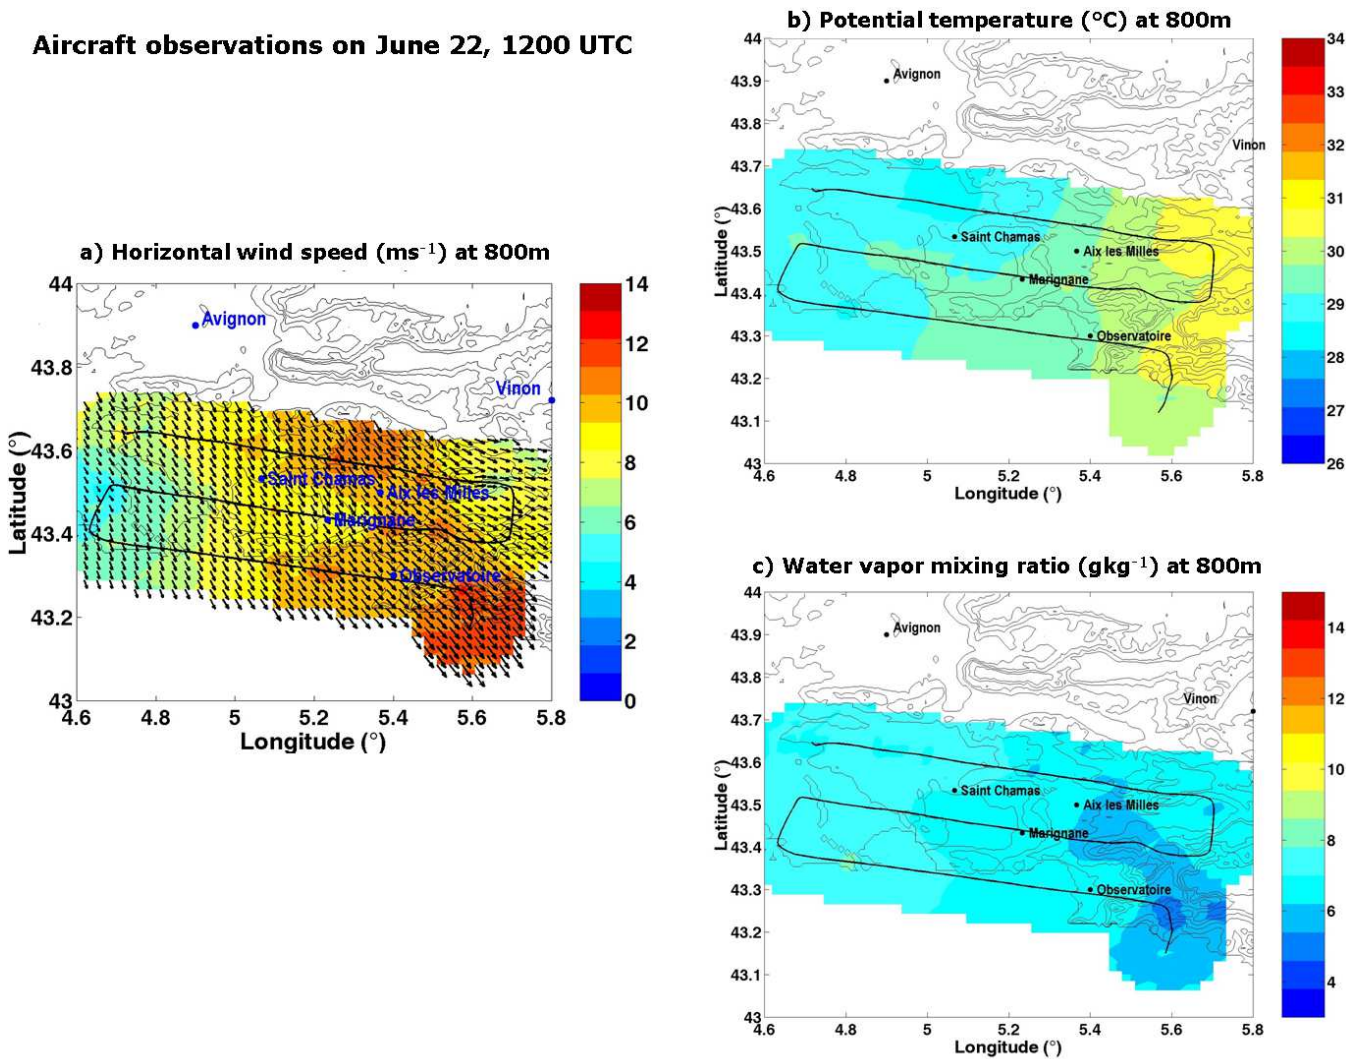 Aircraft observations on June 22, 1200 UTC
a) Horizontal wind speed (ms⁻¹) at 800m
44
43.8
43.6
43.4
43.2
43
Latitude (°)
4.6 4.8 5 5.2 5.4 5.6 5.8
Longitude (°)
Avignon
Vinon
Saint Chamas
Aix les Milles
Marignane
Observatoire
14
12
10
8
6
4
2
0
b) Potential temperature (°C) at 800m
44
43.9
43.8
43.7
43.6
43.5
43.4
43.3
43.2
43.1
43
Latitude (°)
4.6 4.8 5 5.2 5.4 5.6 5.8
Longitude (°)
Avignon
Vinon
Saint Chamas
Aix les Milles
Marignane
Observatoire
34
33
32
31
30
29
28
27
26
c) Water vapor mixing ratio (gkg⁻¹) at 800m
44
43.9
43.8
43.7
43.6
43.5
43.4
43.3
43.2
43.1
43
Latitude (°)
4.6 4.8 5 5.2 5.4 5.6 5.8
Longitude (°)
Avignon
Vinon
Saint Chamas
Aix les Milles
Marignane
Observatoire
14
12
10
8
6
4